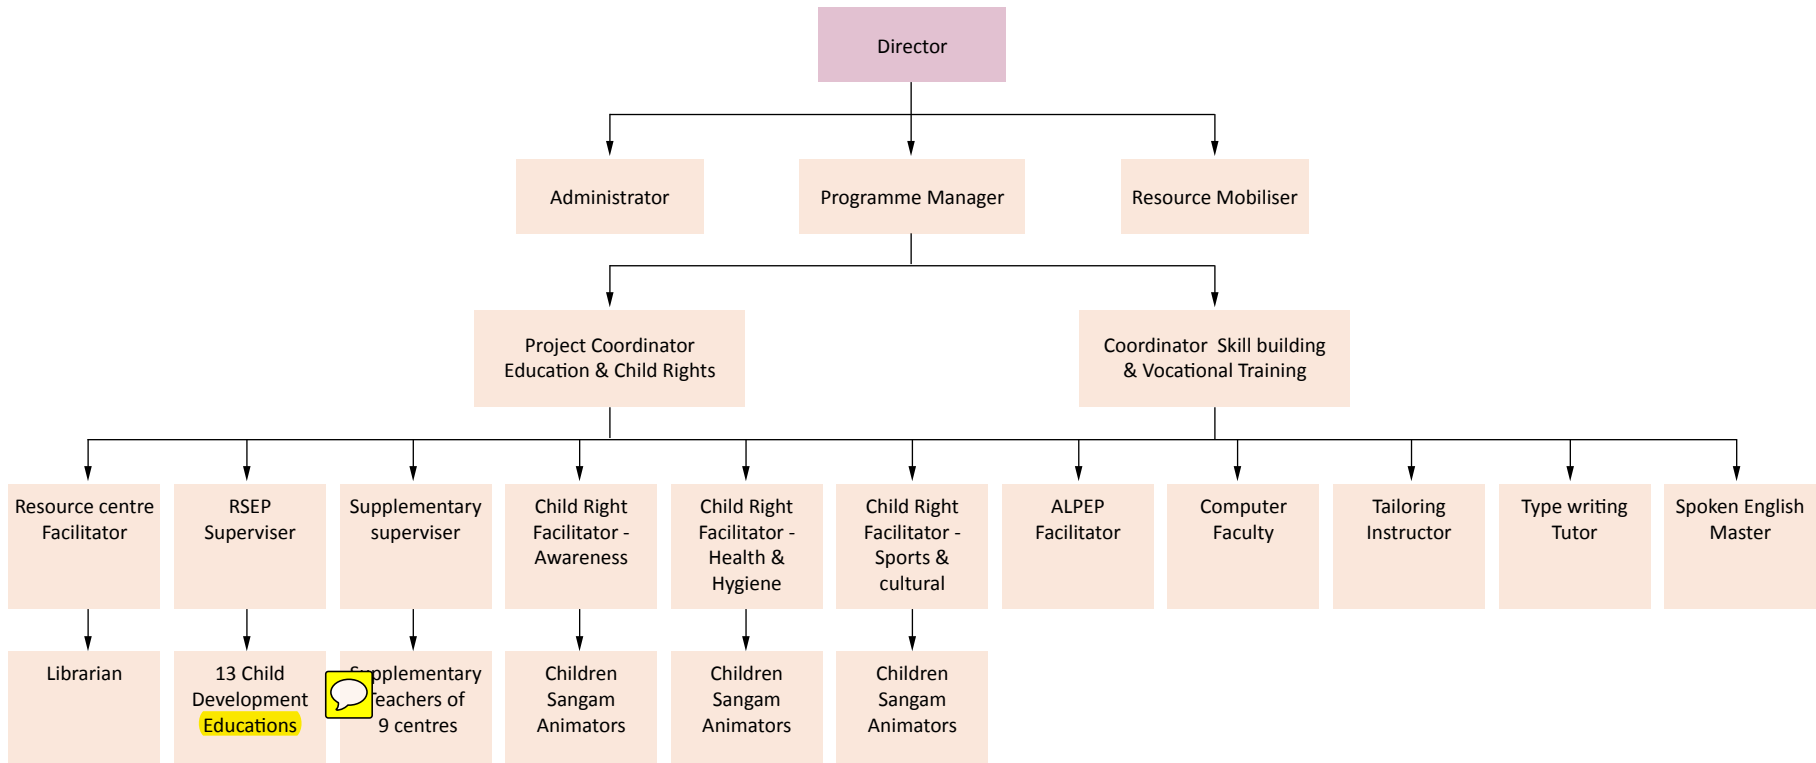 Director
Administrator
Programme Manager
Resource Mobiliser
Project Coordinator
Education & Child Rights
Coordinator Skill building
& Vocational Training
Resource centre
Facilitator
RSEP
Superviser
Supplementary
superviser
Child Right
Facilitator -
Awareness
Child Right
Facilitator -
Health &
Hygiene
Child Right
Facilitator -
Sports &
cultural
ALPEP
Facilitator
Computer
Faculty
Tailoring
Instructor
Type writing
Tutor
Spoken English
Master
Librarian
13 Child
Development
Educations
Supplementary
Teachers of
9 centres
Children
Sangam
Animators
Children
Sangam
Animators
Children
Sangam
Animators